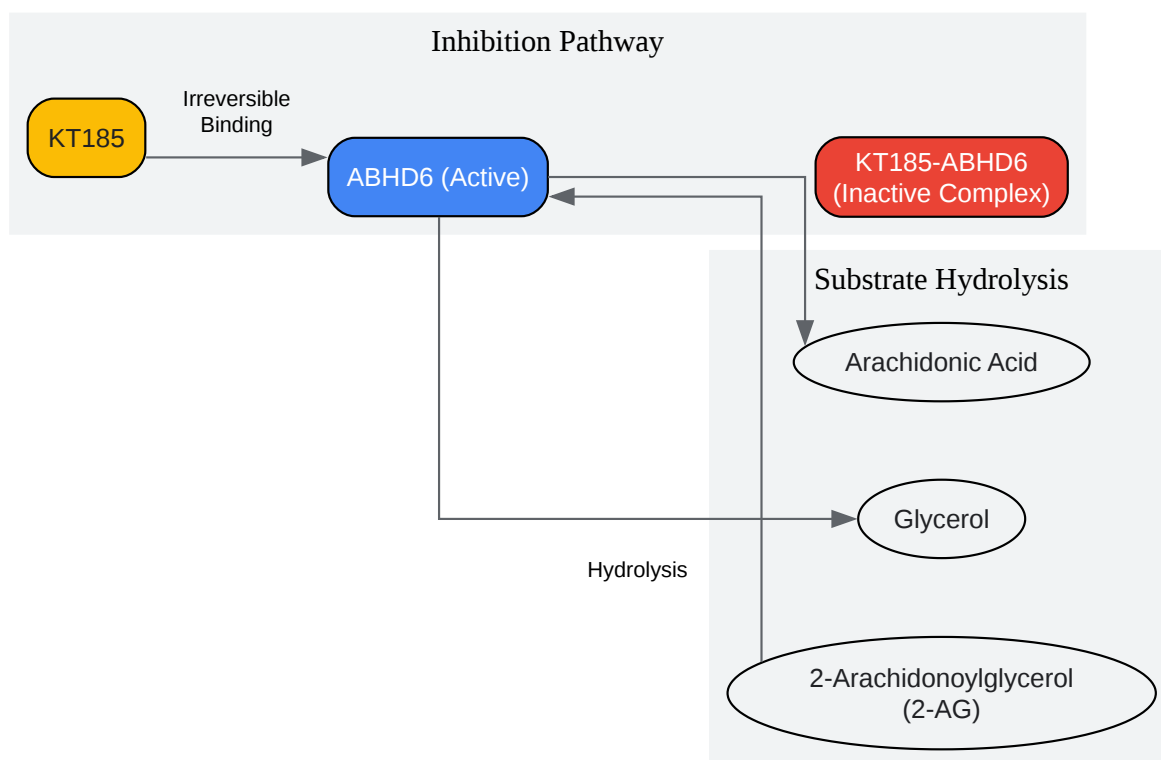 Inhibition Pathway
KT185
Irreversible
Binding
ABHD6 (Active)
KT185-ABHD6
(Inactive Complex)
Substrate Hydrolysis
Arachidonic Acid
Glycerol
Hydrolysis
2-Arachidonoylglycerol
(2-AG)